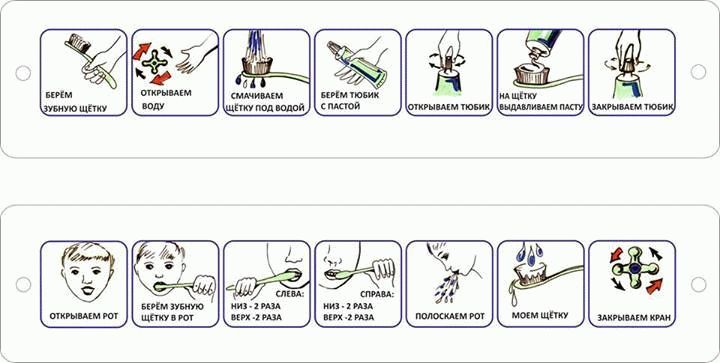 БЕРЁМ
ЗУБНУЮ ЩЁТКУ
ОТКРЫВАЕМ
ВОДУ
СМАЧИВАЕМ
ЩЁТКУ ПОД ВОДОЙ
БЕРЁМ ТЮБИК
С ПАСТОЙ
ОТКРЫВАЕМ ТЮБИК
НА ЩЁТКУ
ВЫДАВЛИВАЕМ ПАСТУ
ЗАКРЫВАЕМ ТЮБИК
ОТКРЫВАЕМ РОТ
БЕРЁМ ЗУБНУЮ
ЩЁТКУ В РОТ
СЛЕВА:
НИЗ - 2 РАЗА
ВЕРХ -2 РАЗА
СПРАВА:
НИЗ - 2 РАЗА
ВЕРХ -2 РАЗА
ПОЛОСКАЕМ РОТ
МОЕМ ЩЁТКУ
ЗАКРЫВАЕМ КРАН